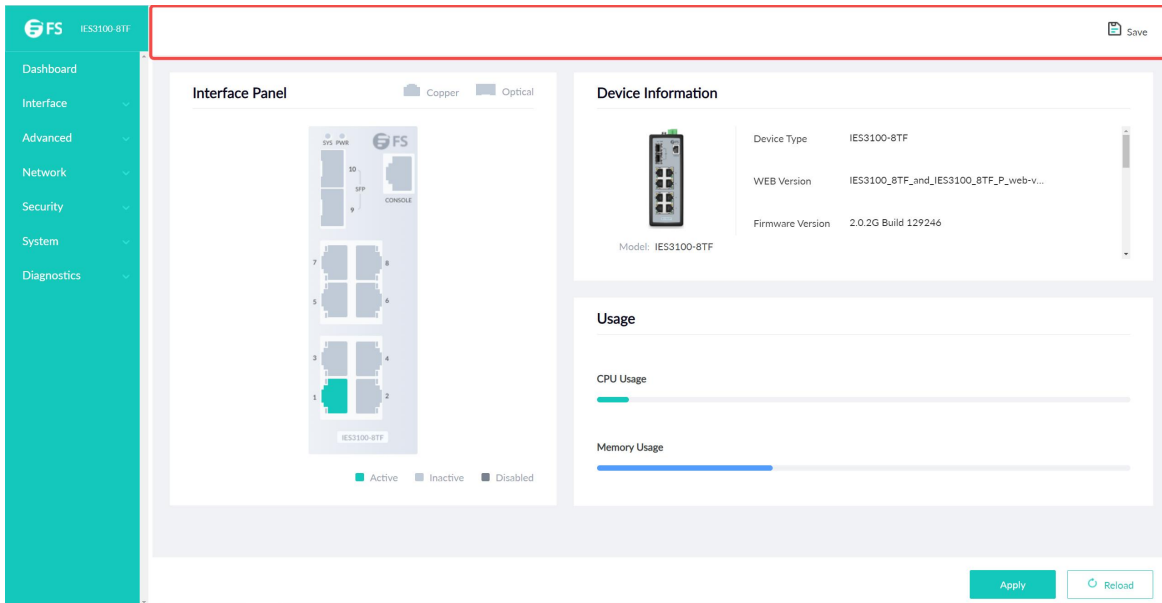 FS IES3100-8TF
Save
Dashboard
Interface
Advanced
Network
Security
System
Diagnostics
Interface Panel
Copper
Optical
SYS PWR
FS
10
SFP
9
CONSOLE
7
8
5
6
3
4
1
2
IES3100-8TF
Active
Inactive
Disabled
Device Information
Model: IES3100-8TF
Device Type IES3100-8TF
WEB Version IES3100_8TF_and_IES3100_8TF_P_web-v...
Firmware Version 2.0.2G Build 129246
Usage
CPU Usage
Memory Usage
Apply
Reload